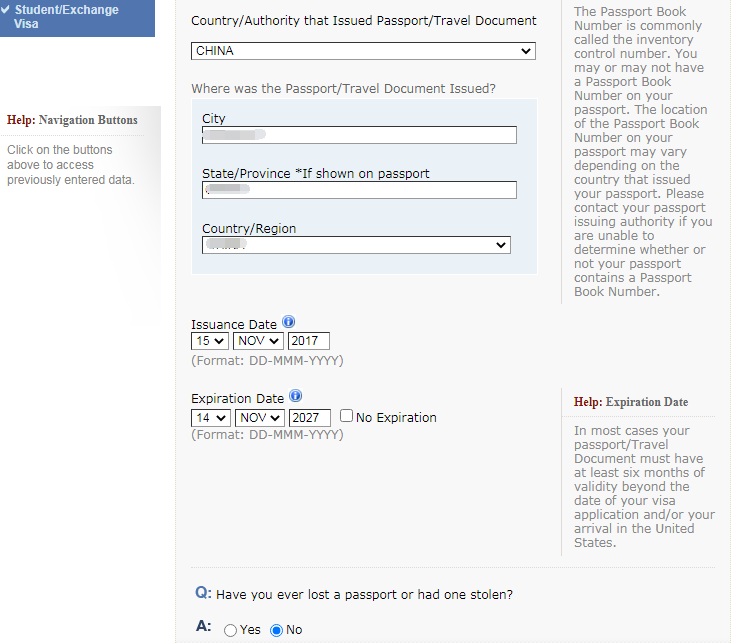 Student/Exchange
Visa
Help: Navigation Buttons
Click on the buttons
above to access
previously entered data.
Country/Authority that Issued Passport/Travel Document
CHINA
Where was the Passport/Travel Document Issued?
City
State/Province *If shown on passport
Country/Region
Issuance Date
15 NOV 2017
(Format: DD-MMM-YYYY)
Expiration Date
14 NOV 2027 No Expiration
(Format: DD-MMM-YYYY)
The Passport Book
Number is commonly
called the inventory
control number. You
may or may not have
a Passport Book
Number on your
passport. The location
of the Passport Book
Number on your
passport may vary
depending on the
country that issued
your passport. Please
contact your passport
issuing authority if you
are unable to
determine whether or
not your passport
contains a Passport
Book Number.
Help: Expiration Date
In most cases your
passport/Travel
Document must have
at least six months of
validity beyond the
date of your visa
application and/or your
arrival in the United
States.
Q: Have you ever lost a passport or had one stolen?
A: Yes No